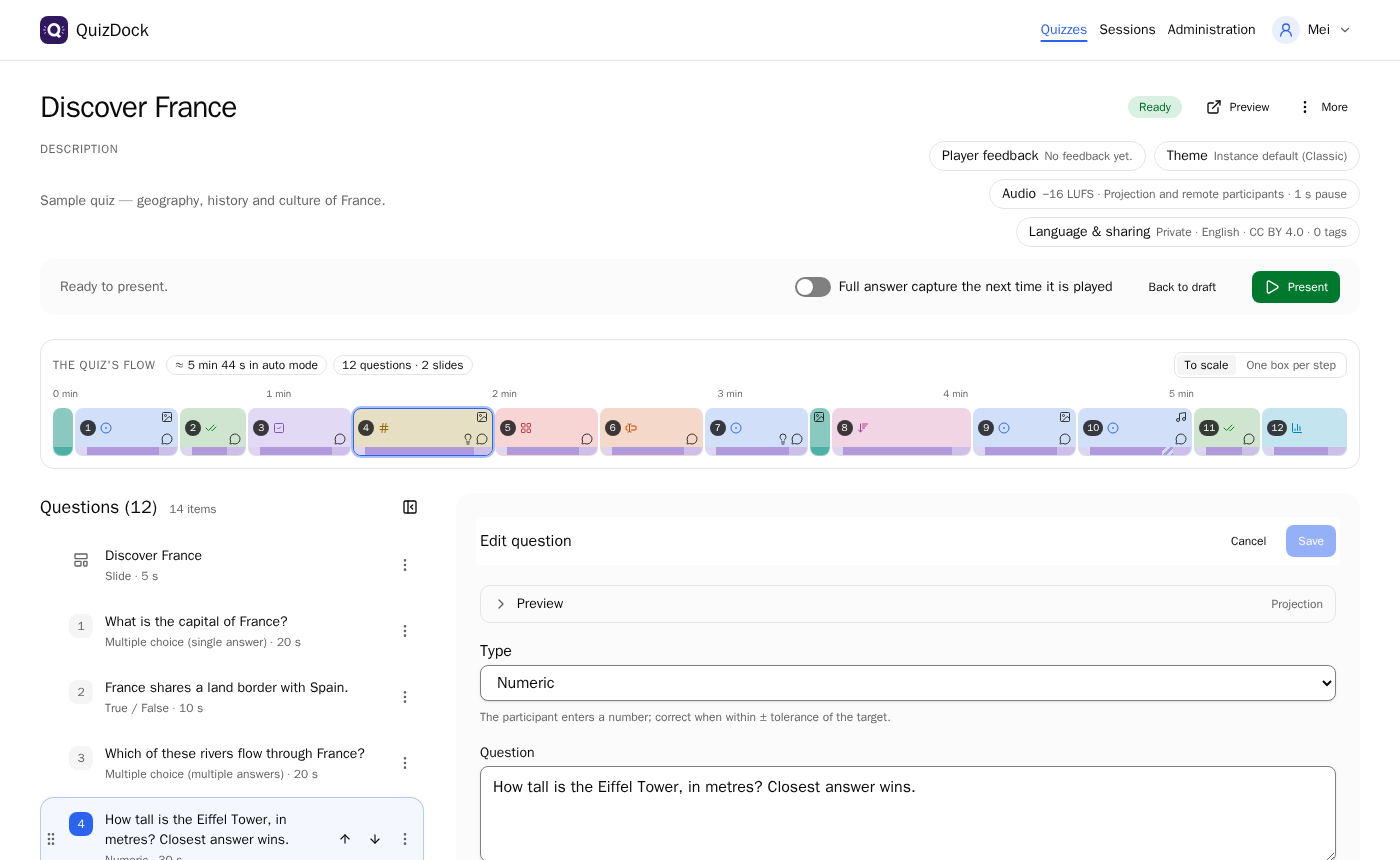 QuizDock
Quizzes Sessions Administration Mei
Discover France
Ready Preview More
DESCRIPTION
Player feedback No feedback yet. Theme Instance default (Classic)
Audio −16 LUFS · Projection and remote participants · 1 s pause
Sample quiz — geography, history and culture of France.
Language & sharing Private · English · CC BY 4.0 · 0 tags
Ready to present.
Full answer capture the next time it is played Back to draft Present
THE QUIZ'S FLOW ≈ 5 min 44 s in auto mode 12 questions · 2 slides To scale One box per step
0 min 1 min 2 min 3 min 4 min 5 min
1 2 3 4 5 6 7 8 9 10 11 12
Questions (12) 14 items
Discover France
Slide · 5 s
1 What is the capital of France?
Multiple choice (single answer) · 20 s
2 France shares a land border with Spain.
True / False · 10 s
3 Which of these rivers flow through France?
Multiple choice (multiple answers) · 20 s
4 How tall is the Eiffel Tower, in
metres? Closest answer wins.
Numeric · 30 s
Edit question Cancel Save
Preview Projection
Type
Numeric
The participant enters a number; correct when within ± tolerance of the target.
Question
How tall is the Eiffel Tower, in metres? Closest answer wins.